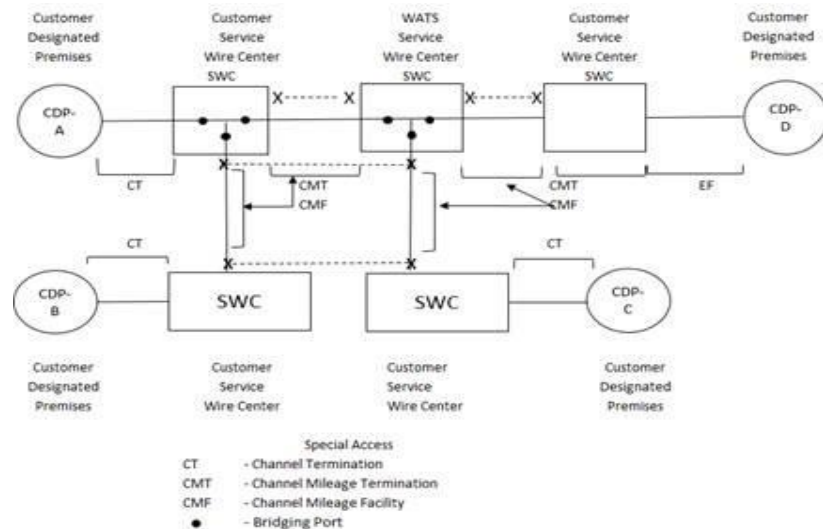 Customer
Designated
Premises
Customer
Service
Wire Center
SWC
WATS
Service
Wire Center
SWC
Customer
Service
Wire Center
SWC
Customer
Designated
Premises
CDP-
A
X
X
X
X
CDP-
D
X
X
CT
CMT
CMF
CMT
CMF
EF
CT
CT
X
X
CDP-
B
SWC
SWC
CDP-
C
Customer
Designated
Premises
Customer
Service
Wire Center
Customer
Service
Wire Center
Customer
Designated
Premises
Special Access
CT - Channel Termination
CMT - Channel Mileage Termination
CMF - Channel Mileage Facility
● - Bridging Port